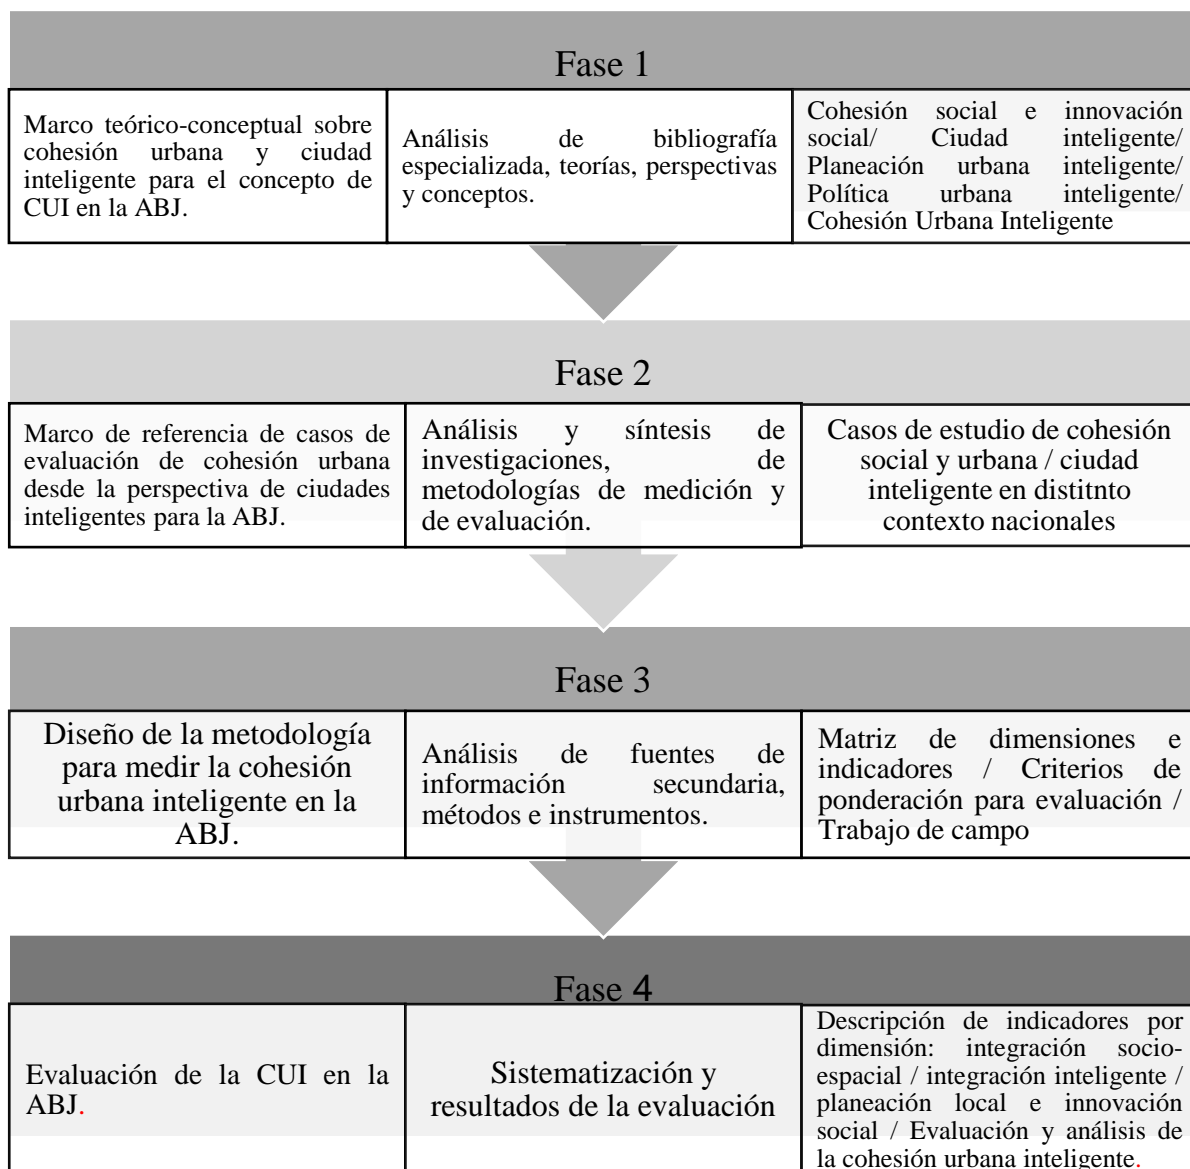 Fase 1
Marco teórico-conceptual sobre
cohesión urbana y ciudad
inteligente para el concepto de
CUI en la ABJ.
Análisis de bibliografía
especializada, teorías, perspectivas
y conceptos.
Cohesión social e innovación
social/ Ciudad inteligente/
Planeación urbana inteligente/
Política urbana inteligente/
Cohesión Urbana Inteligente
Fase 2
Marco de referencia de casos de
evaluación de cohesión urbana
desde la perspectiva de ciudades
inteligentes para la ABJ.
Análisis y síntesis de
investigaciones, de
metodologías de medición y
de evaluación.
Casos de estudio de cohesión
social y urbana / ciudad
inteligente en distitnto
contexto nacionales
Fase 3
Diseño de la metodología
para medir la cohesión
urbana inteligente en la
ABJ.
Análisis de fuentes de
información secundaria,
métodos e instrumentos.
Matriz de dimensiones e
indicadores / Criterios de
ponderación para evaluación /
Trabajo de campo
Fase 4
Evaluación de la CUI en la
ABJ.
Sistematización y
resultados de la evaluación
Descripción de indicadores por
dimensión: integración socio-
espacial / integración inteligente /
planeación local e innovación
social / Evaluación y análisis de
la cohesión urbana inteligente.